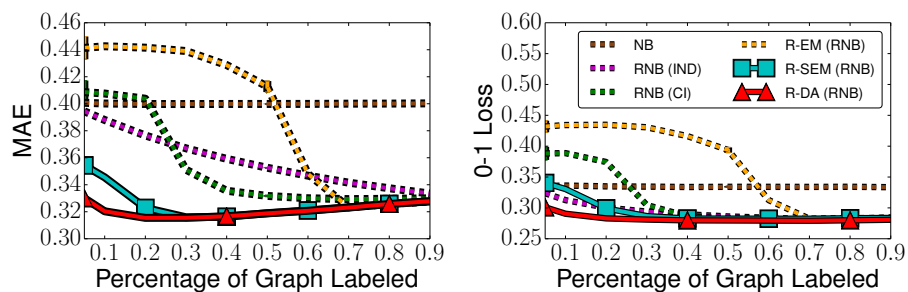 0.46
0.44
0.42
0.40
0.38
0.36
0.34
0.32
0.30
MAE
0.1 0.2 0.3 0.4 0.5 0.6 0.7 0.8 0.9
Percentage of Graph Labeled
0.60
0.55
0.50
0.45
0.40
0.35
0.30
0.25
0-1 Loss
NB
RNB (IND)
RNB (CI)
R-EM (RNB)
R-SEM (RNB)
R-DA (RNB)
0.1 0.2 0.3 0.4 0.5 0.6 0.7 0.8 0.9
Percentage of Graph Labeled